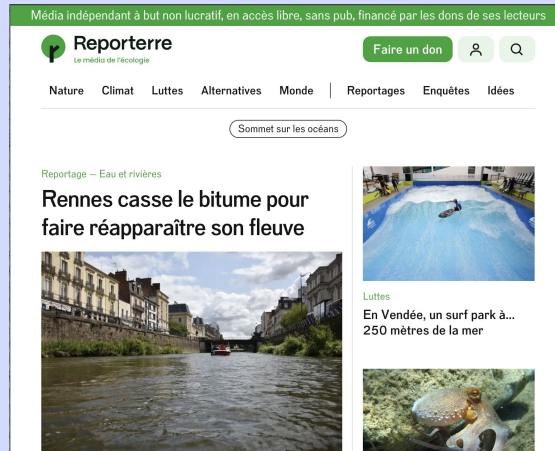 Média indépendant à but non lucratif, en accès libre, sans pub, financé par les dons de ses lecteurs
Reporterre
Le média de l'écologie
Faire un don
Nature Climat Luttes Alternatives Monde Reportages Enquêtes Idées
Sommet sur les océans
Reportage — Eau et rivières
Rennes casse le bitume pour
faire réapparaître son fleuve
Luttes
En Vendée, un surf park à...
250 mètres de la mer